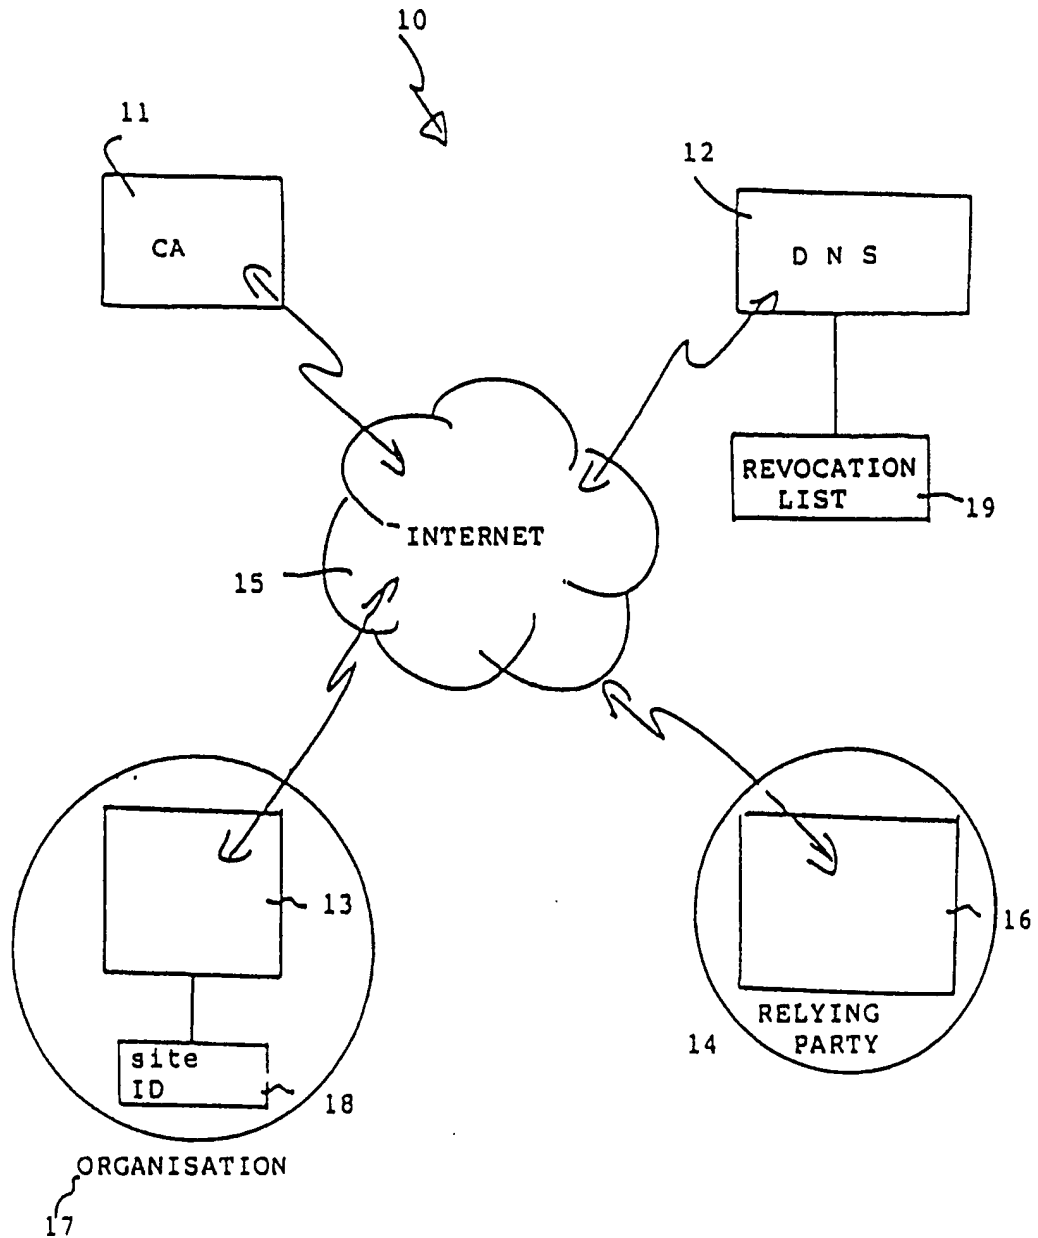 10
11
12
CA
D N S
REVOCATION
LIST
19
INTERNET
15
13
16
RELYING
PARTY
14
site
ID
18
ORGANISATION
17